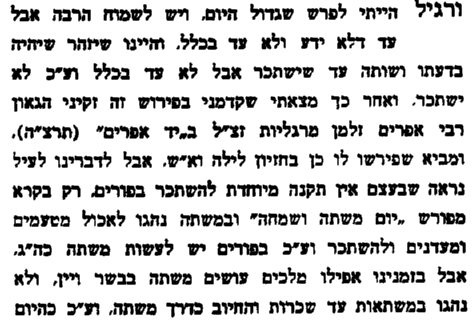 ורגיל הייתי לפרש שגדול היום, ויש לשמוח הרבה אבל
עד דלא ידע ולא עד בכלל, והיינו שיזהר שיהיה
בדעתו ושותה עד שישתכר אבל לא עד בכלל וע״כ לא
ישתכר. ואחר כך מצאתי שקדמני בפירוש זה זקיני הגאון
רבי אפרים זלמן מרגליות זצ״ל ב„יד אפרים״ (תרצ״ה),
ומביא שפירשו לו כן בחזיון לילה וא״ש, אבל לדברינו לעיל
נראה שבעצם אין תקנה מיוחדת להשתכר בפורים, רק בקרא
מפורש „יום משתה ושמחה״ ובמשתה נהגו לאכול מטעמים
ומעדנים ולהשתכר וע״כ בפורים יש לעשות משתה כה״ג,
אבל בזמנינו אפילו מלכים עושים משתה בבשר ויין, ולא
נהגו במשתאות עד שכרות והחיוב כדרך משתה, וע״כ כהיום